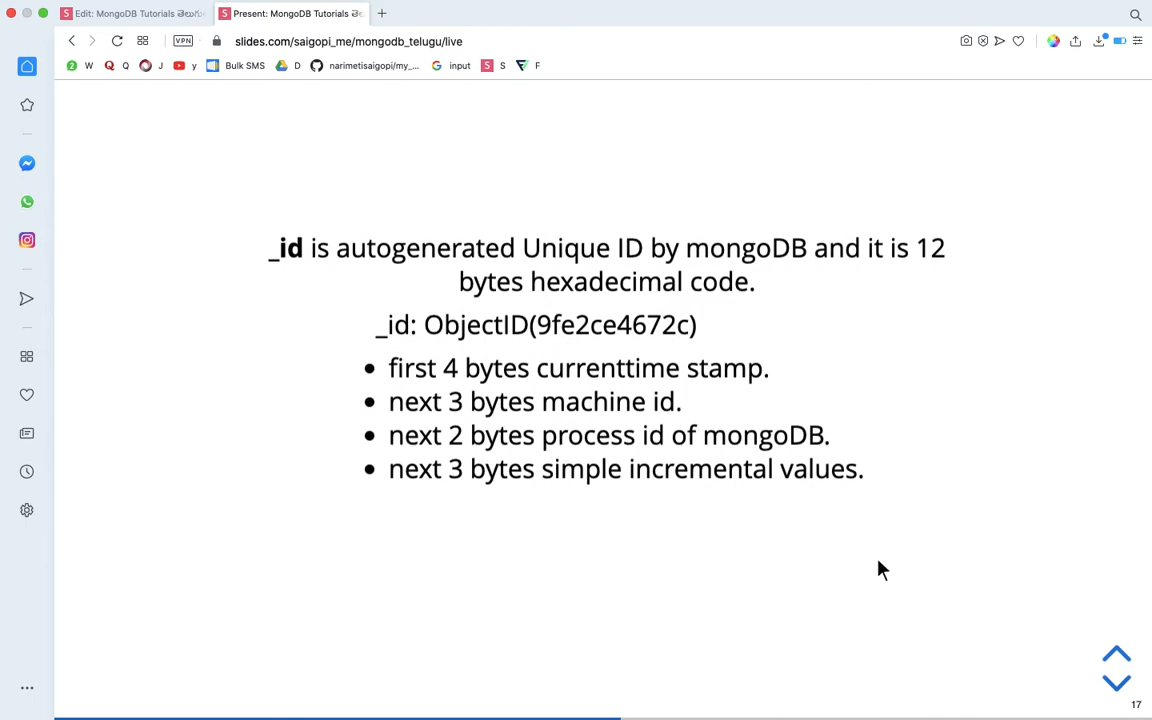 Edit: MongoDB Tutorials
Present: MongoDB Tutorials
VPN
slides.com/saigopi_me/mongodb_telugu/live
W
Q
J
y
Bulk SMS
D
narimetisaigopi/my_...
input
S
F
_id is autogenerated Unique ID by mongoDB and it is 12
bytes hexadecimal code.
_id: ObjectID(9fe2ce4672c)
• first 4 bytes currenttime stamp.
• next 3 bytes machine id.
• next 2 bytes process id of mongoDB.
• next 3 bytes simple incremental values.
17